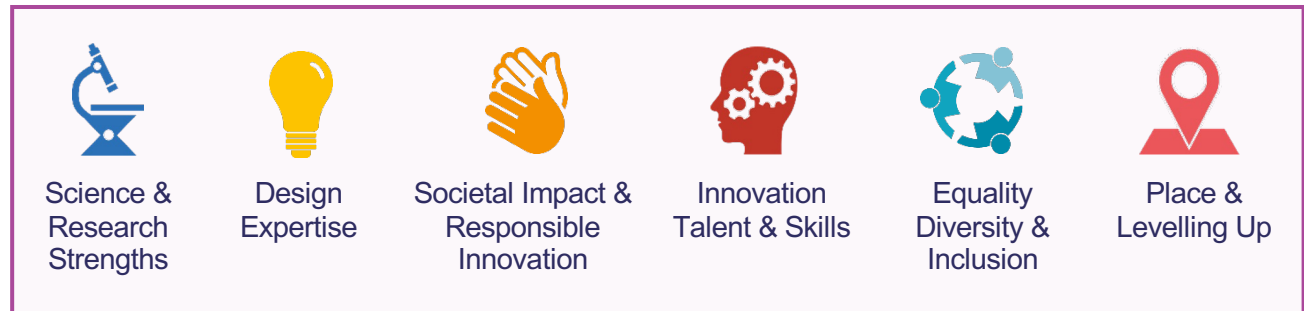 Science &
Research
Strengths
Design
Expertise
Societal Impact &
Responsible
Innovation
Innovation
Talent & Skills
Equality
Diversity &
Inclusion
Place &
Levelling Up